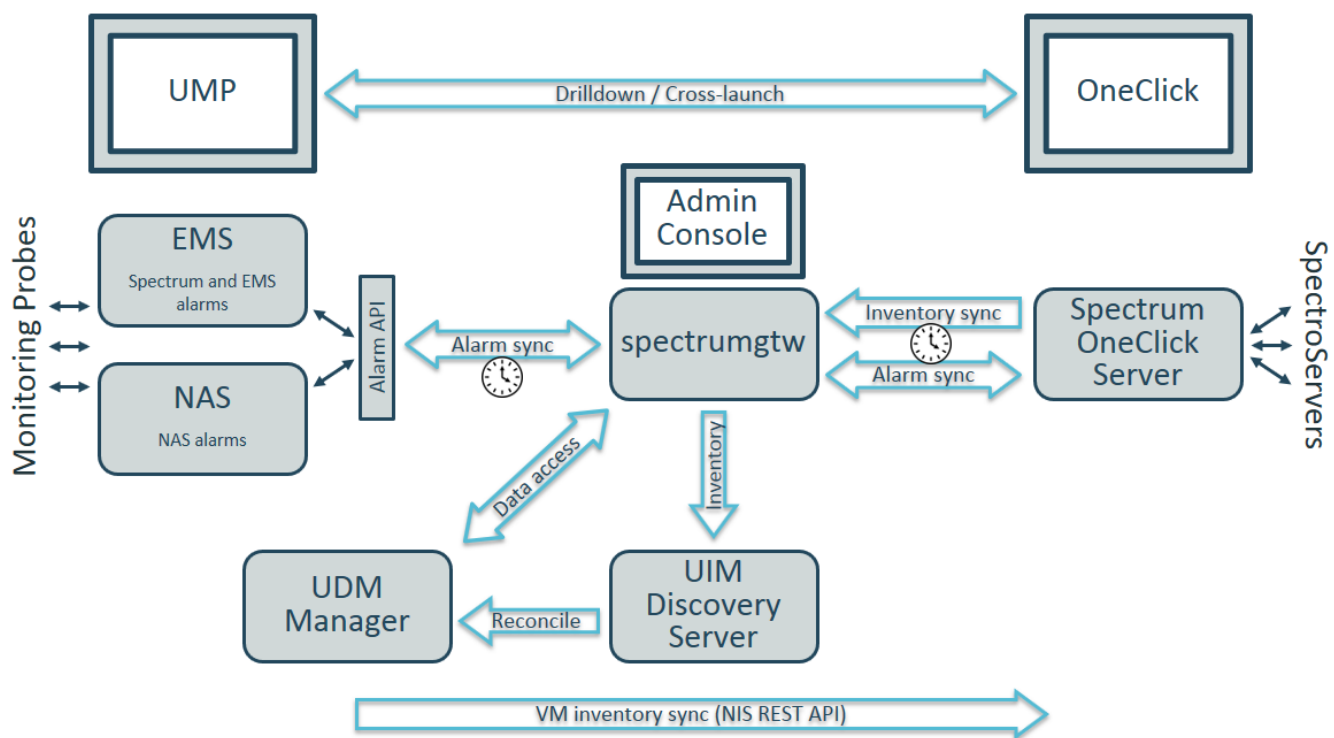 UMP
Drilldown / Cross-launch
OneClick
Admin
Console
Monitoring Probes
EMS
Spectrum and EMS
alarms
NAS
NAS alarms
Alarm API
Alarm sync
spectrumgtw
Inventory sync
Alarm sync
Spectrum
OneClick
Server
SpectroServers
Data access
Inventory
UDM
Manager
Reconcile
UIM
Discovery
Server
VM inventory sync (NIS REST API)